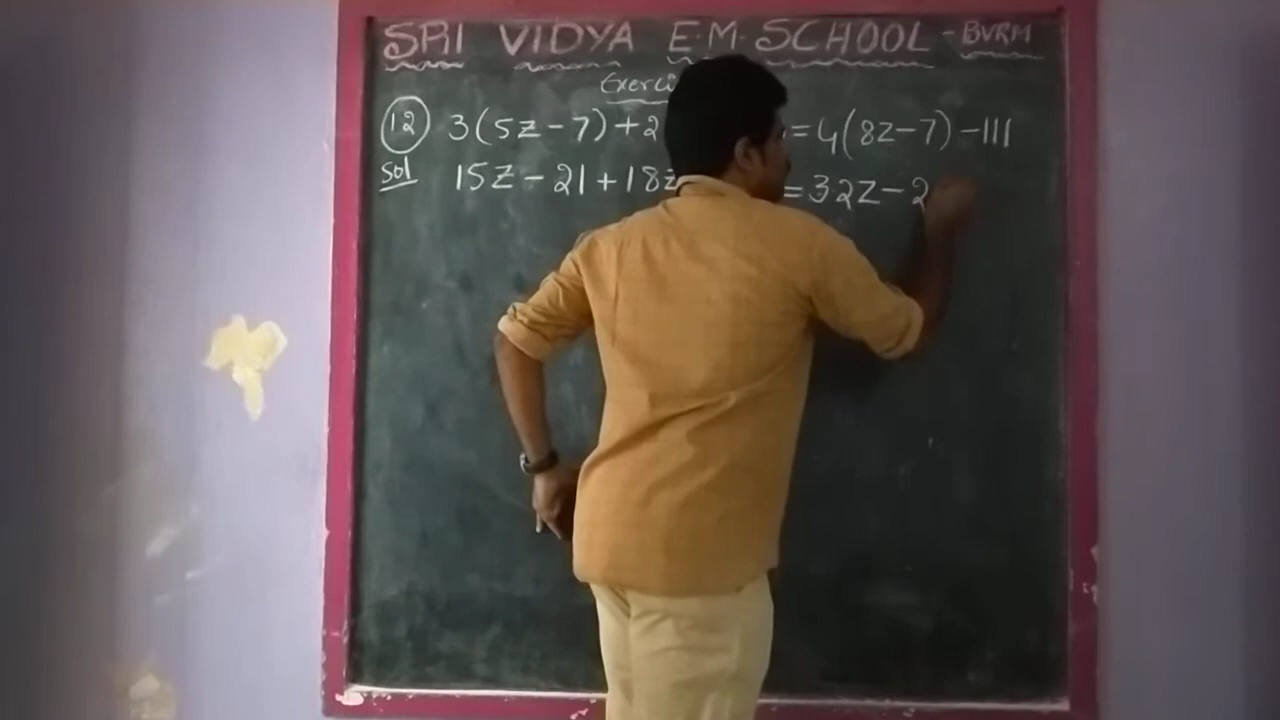 SRI VIDYA E.M. SCHOOL - BVRM
Exerci
12 3(5z-7)+2 =4(8z-7)-111
Sol 15z-21+18z =32z-2